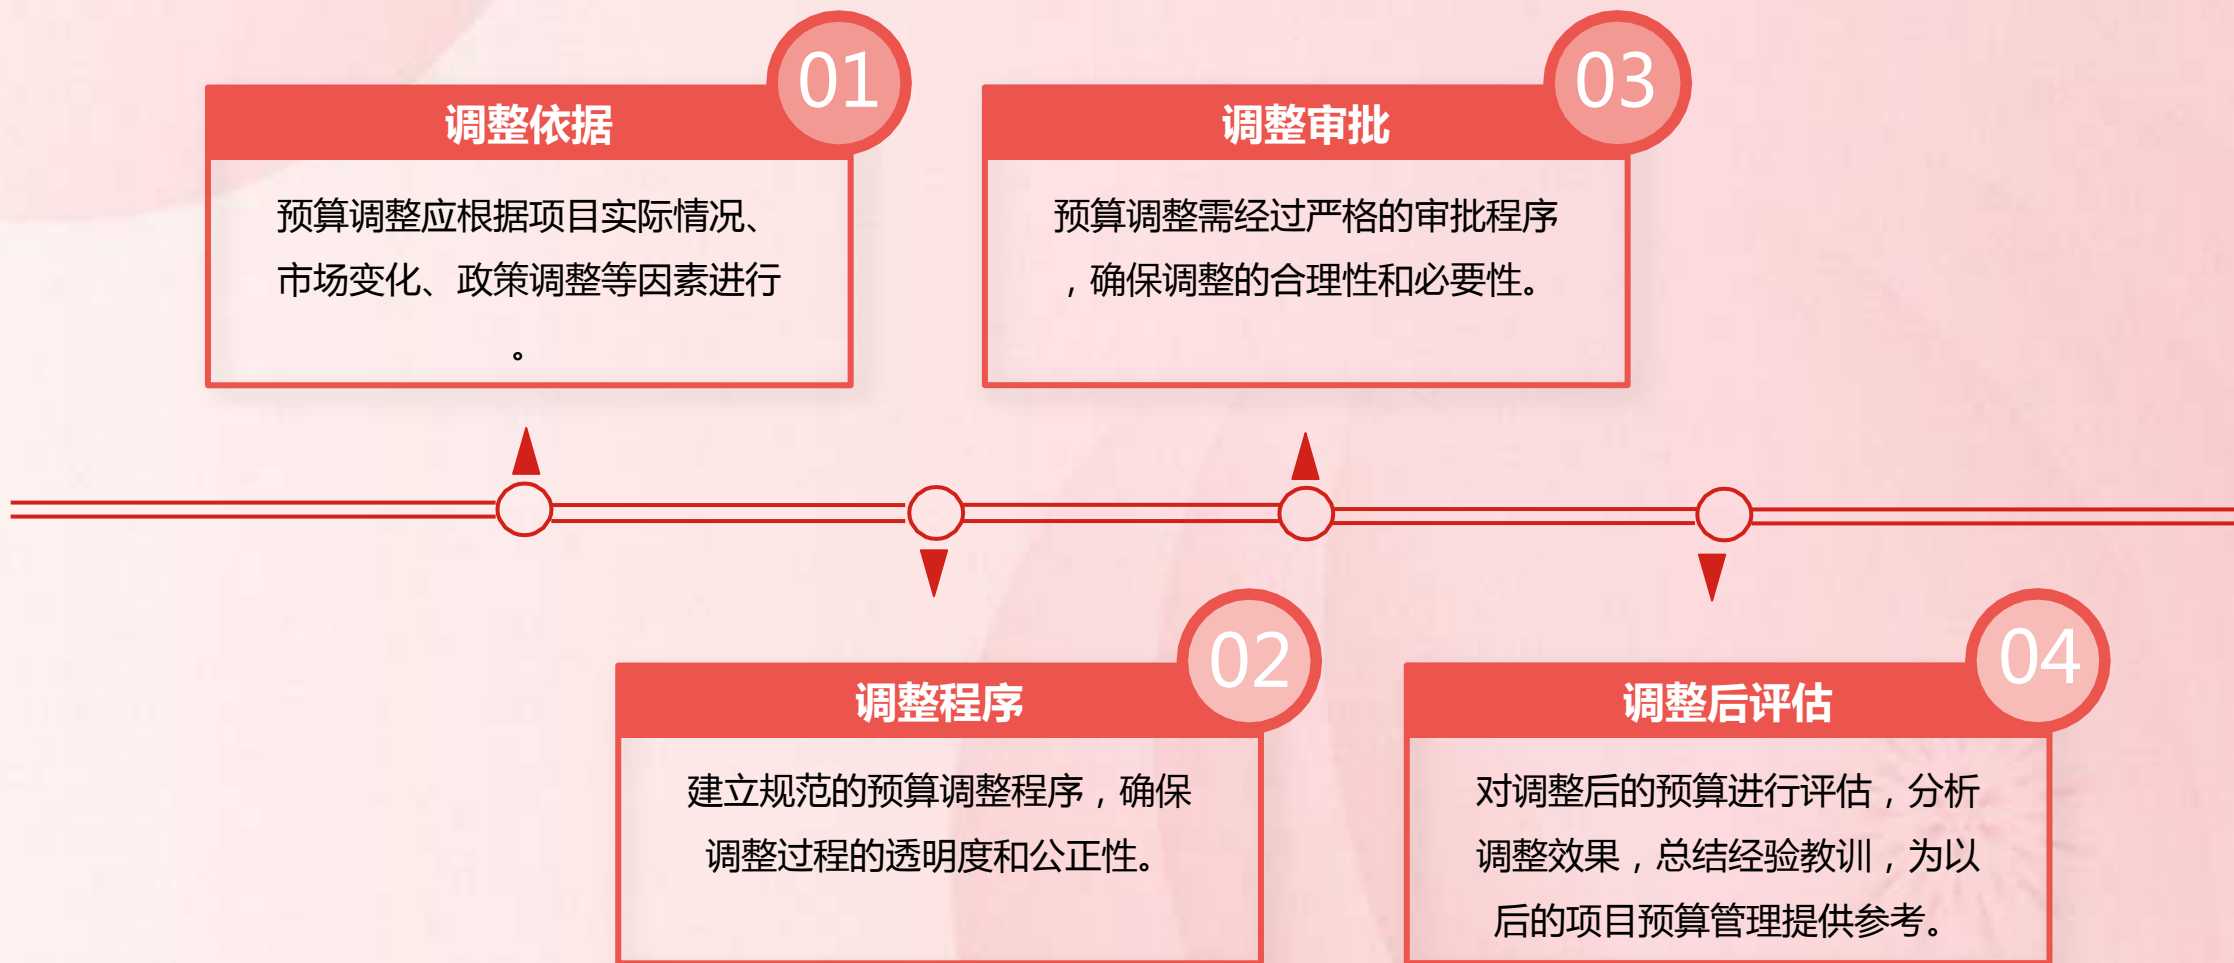 01
调整依据
预算调整应根据项目实际情况、
市场变化、政策调整等因素进行
。
03
调整审批
预算调整需经过严格的审批程序
，确保调整的合理性和必要性。
02
调整程序
建立规范的预算调整程序，确保
调整过程的透明度和公正性。
04
调整后评估
对调整后的预算进行评估，分析
调整效果，总结经验教训，为以
后的项目预算管理提供参考。